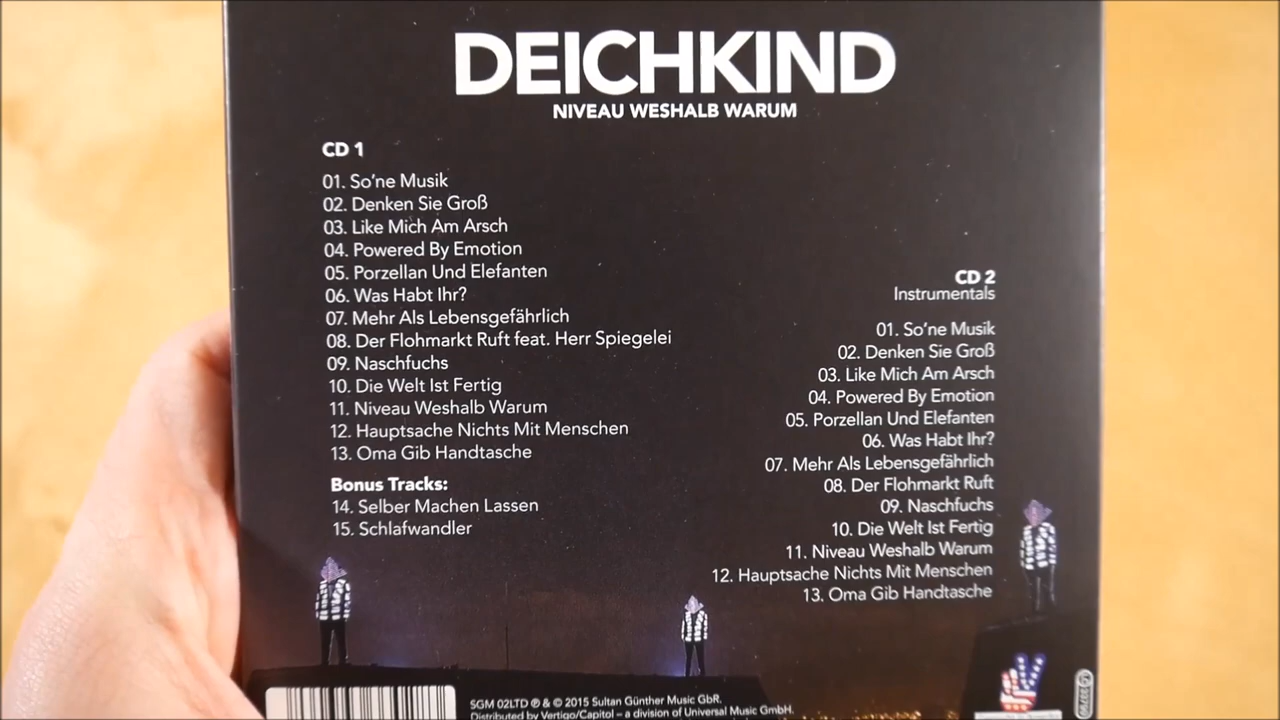 DEICHKIND
NIVEAU WESHALB WARUM
CD 1
01. So'ne Musik
02. Denken Sie Groß
03. Like Mich Am Arsch
04. Powered By Emotion
05. Porzellan Und Elefanten
06. Was Habt Ihr?
07. Mehr Als Lebensgefährlich
08. Der Flohmarkt Ruft feat. Herr Spiegelei
09. Naschfuchs
10. Die Welt Ist Fertig
11. Niveau Weshalb Warum
12. Hauptsache Nichts Mit Menschen
13. Oma Gib Handtasche
Bonus Tracks:
14. Selber Machen Lassen
15. Schlafwandler
CD 2
Instrumentals
01. So'ne Musik
02. Denken Sie Groß
03. Like Mich Am Arsch
04. Powered By Emotion
05. Porzellan Und Elefanten
06. Was Habt Ihr?
07. Mehr Als Lebensgefährlich
08. Der Flohmarkt Ruft
09. Naschfuchs
10. Die Welt Ist Fertig
11. Niveau Weshalb Warum
12. Hauptsache Nichts Mit Menschen
13. Oma Gib Handtasche
SGM 02LTD ℗ & © 2015 Sultan Günther Music GbR.
Distributed by Vertigo/Capitol – a division of Universal Music GmbH.